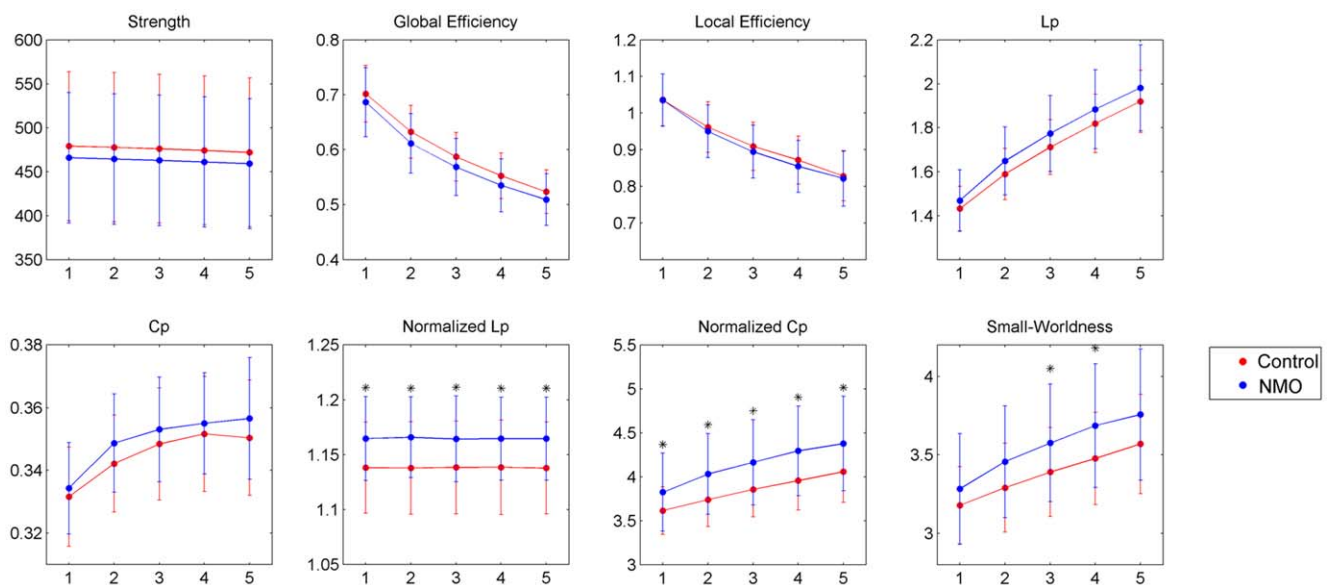 Strength
600
550
500
450
400
350
1 2 3 4 5
Global Efficiency
0.8
0.7
0.6
0.5
0.4
1 2 3 4 5
Local Efficiency
1.2
1.1
1
0.9
0.8
0.7
1 2 3 4 5
Lp
2.2
2
1.8
1.6
1.4
1 2 3 4 5
Cp
0.38
0.36
0.34
0.32
1 2 3 4 5
Normalized Lp
1.25
1.2
1.15
1.1
1.05
* * * * *
1 2 3 4 5
Normalized Cp
5.5
5
4.5
4
3.5
3
* * * * *
1 2 3 4 5
Small-Worldness
4
3.5
3
* *
1 2 3 4 5
Control
NMO